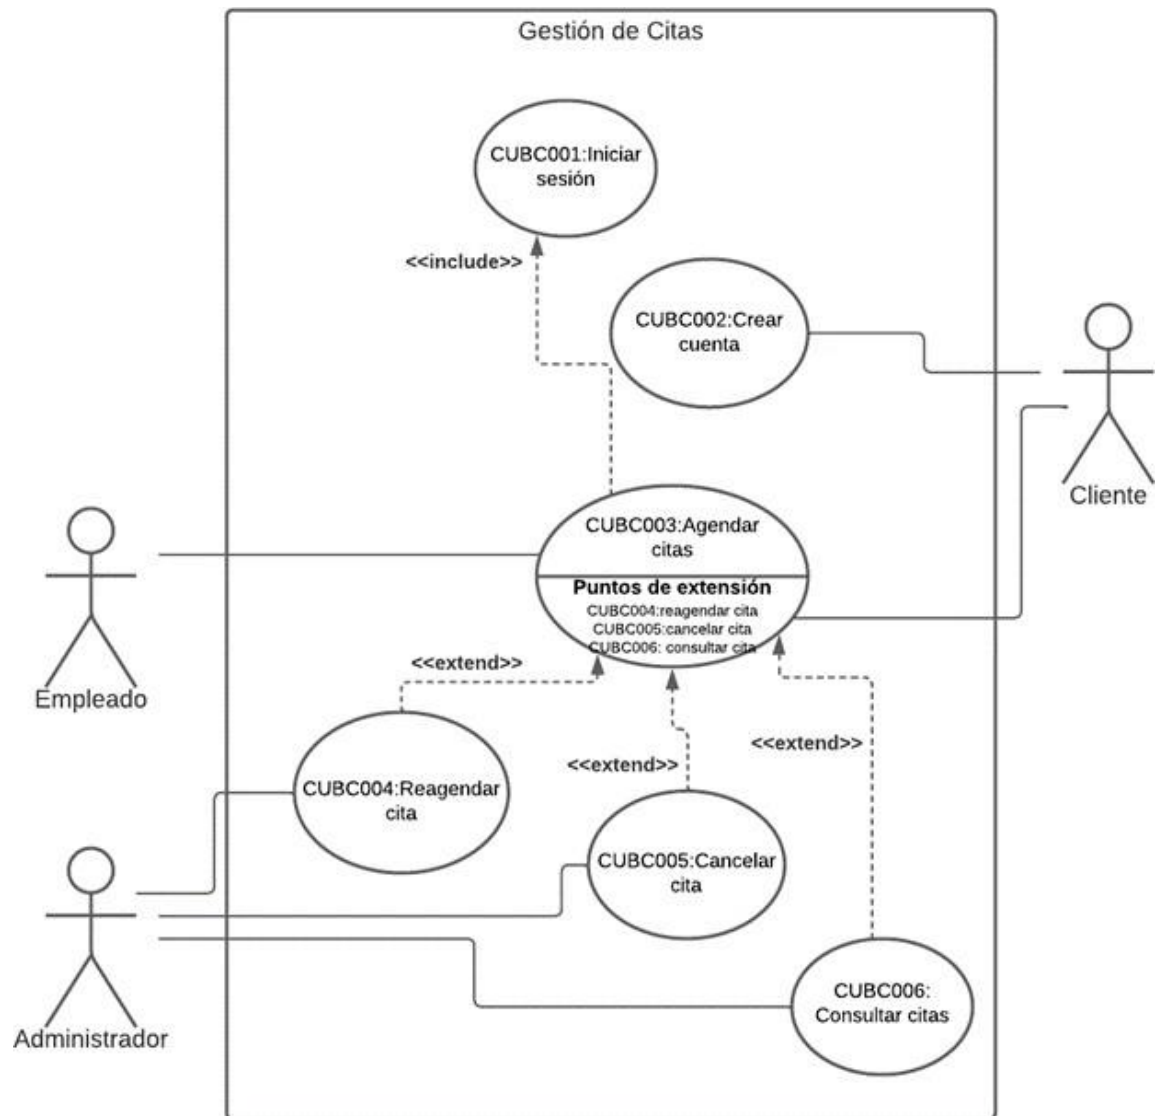 Gestión de Citas
CUBC001:Iniciar
sesión
<<include>>
CUBC002:Crear
cuenta
Cliente
CUBC003:Agendar
citas
Puntos de extensión
CUBC004:reagendar cita
CUBC005:cancelar cita
CUBC006: consultar cita
Empleado
<<extend>>
<<extend>>
<<extend>>
CUBC004:Reagendar
cita
CUBC005:Cancelar
cita
CUBC006:
Consultar citas
Administrador